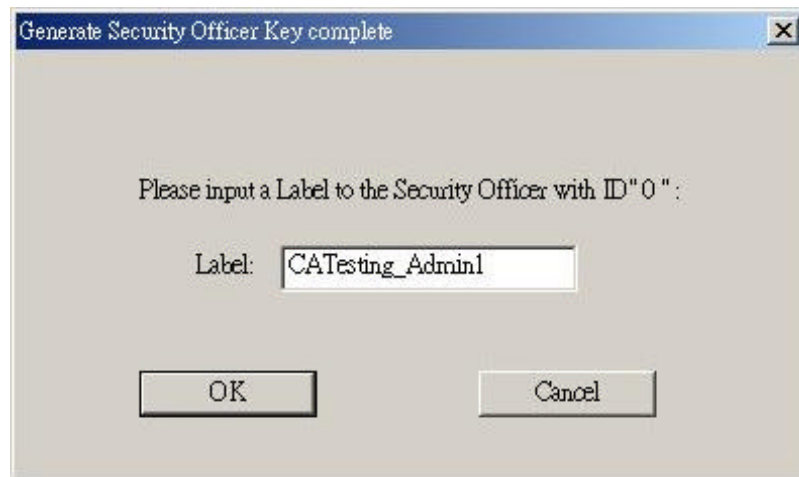 Generate Security Officer Key complete
Please input a Label to the Security Officer with ID"0":
Label: CATesting_Admin1
OK Cancel